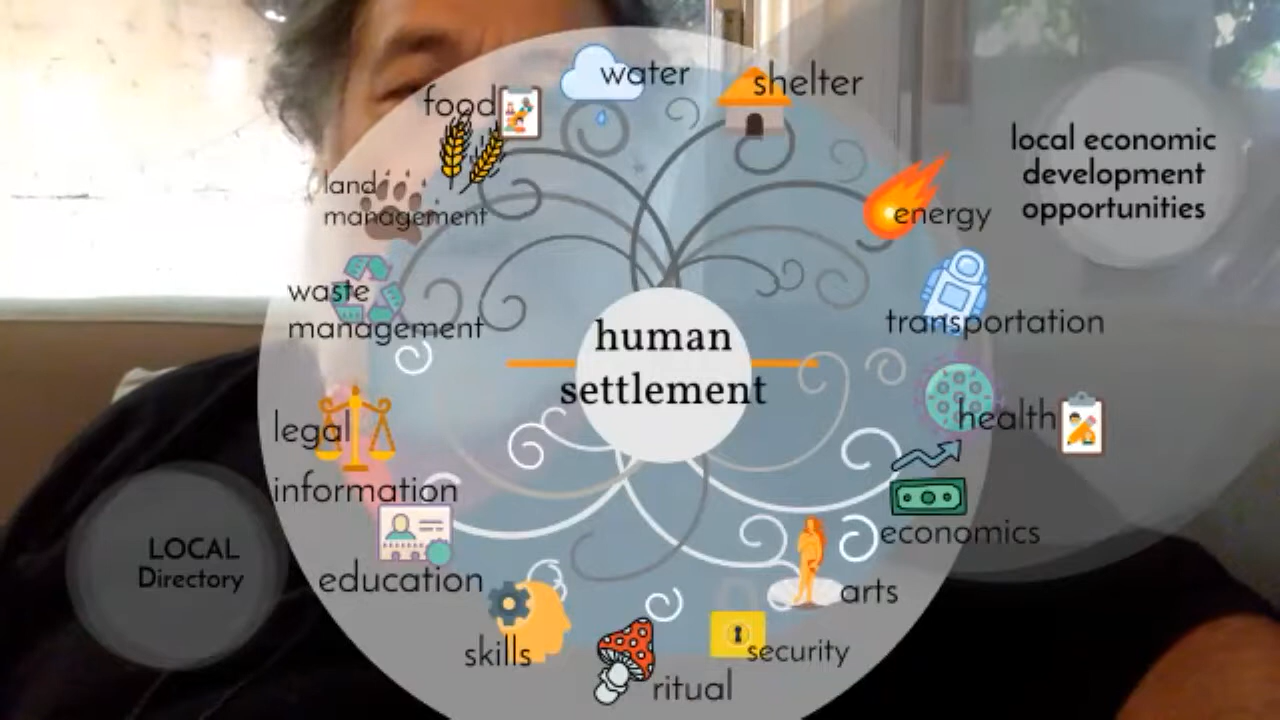 water
shelter
food
land
management
energy
waste
management
transportation
human
settlement
legal
information
health
economics
education
arts
skills
security
ritual
local economic
development
opportunities
LOCAL
Directory